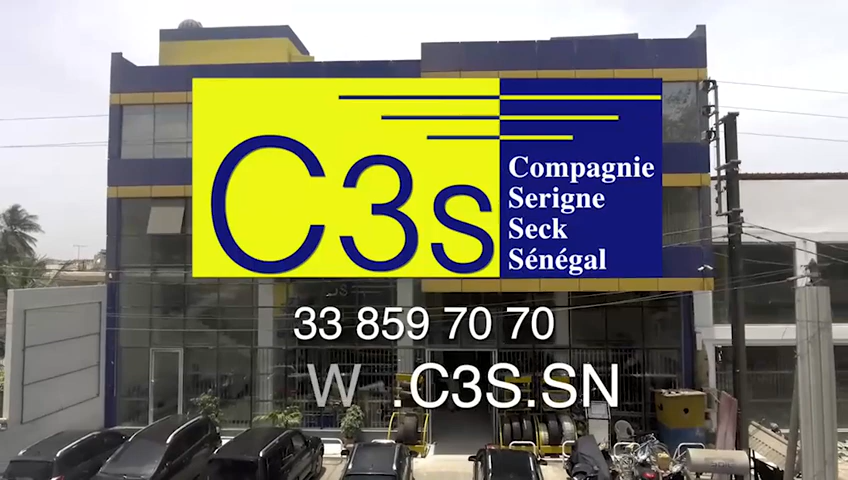 C3s
Compagnie
Serigne
Seck
Sénégal
33 859 70 70
W .C3S.SN